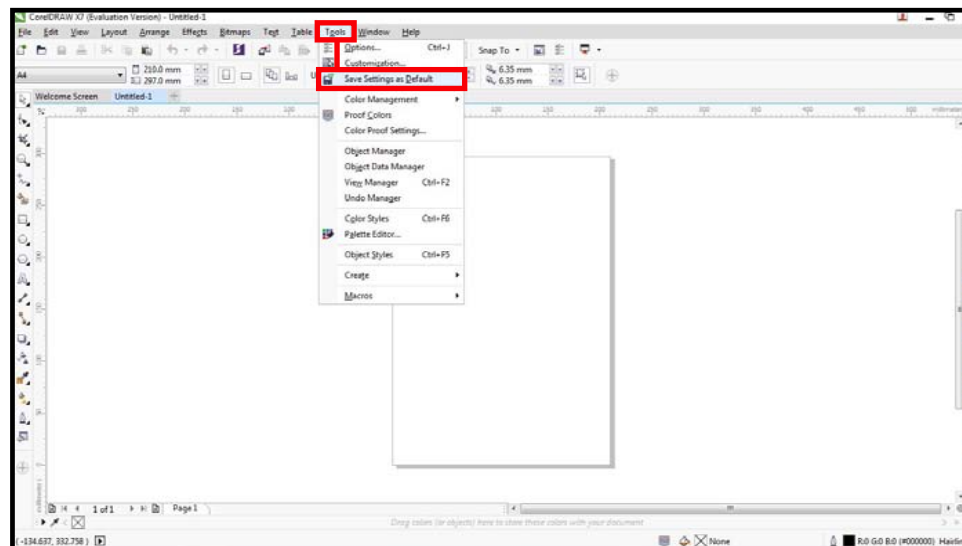 CorelDRAW X7 (Evaluation Version) - Untitled-1
File Edit View Layout Arrange Effects Bitmaps Text Table Tools Window Help
Snap To
A4
210.0 mm
297.0 mm
6.35 mm
6.35 mm
Welcome Screen Untitled-1
Options... Ctrl+J
Customization...
Save Settings as Default
Color Management
Proof Colors
Color Proof Settings...
Object Manager
Object Data Manager
View Manager Ctrl+F2
Undo Manager
Color Styles Ctrl+F6
Palette Editor...
Object Styles Ctrl+F5
Create
Macros
1 of 1 Page 1
Drag colors (or objects) here to store these colors with your document
(-134.637, 332.758) None R:0 G:0 B:0 (#000000) Hairlin